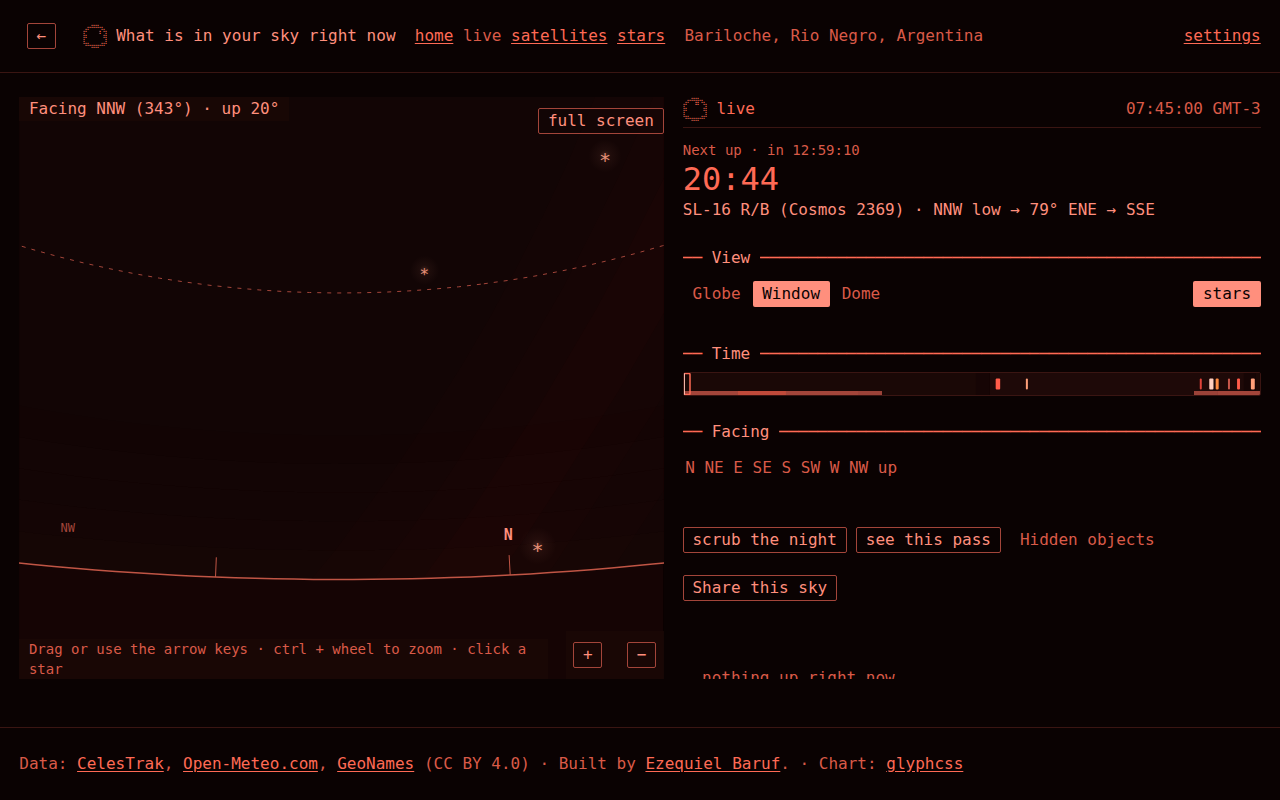 ← What is in your sky right now home live satellites stars Bariloche, Rio Negro, Argentina settings
Facing NNW (343°) · up 20°
full screen
NW
N
Drag or use the arrow keys · ctrl + wheel to zoom · click a
star
+ −
live 07:45:00 GMT-3
Next up · in 12:59:10
20:44
SL-16 R/B (Cosmos 2369) · NNW low → 79° ENE → SSE
View
Globe Window Dome stars
Time
Facing
N NE E SE S SW W NW up
scrub the night see this pass Hidden objects
Share this sky
nothing up right now
Data: CelesTrak, Open-Meteo.com, GeoNames (CC BY 4.0) · Built by Ezequiel Baruf. · Chart: glyphcss